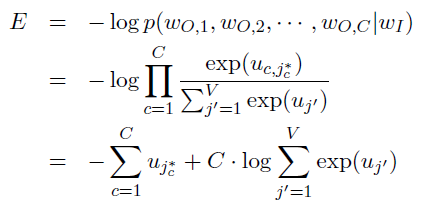 E = − log p(w_{O,1}, w_{O,2}, ⋯ , w_{O,C}|w_I)
= − log ∏_{c=1}^{C} exp(u_{c,j_c^*}) / ∑_{j'=1}^{V} exp(u_{j'})
= − ∑_{c=1}^{C} u_{j_c^*} + C · log ∑_{j'=1}^{V} exp(u_{j'})